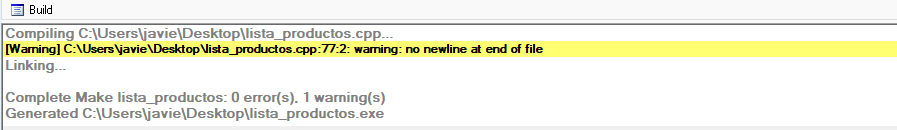 Build
Compiling C:\Users\javie\Desktop\lista_productos.cpp...
[Warning] C:\Users\javie\Desktop\lista_productos.cpp:77:2: warning: no newline at end of file
Linking...
Complete Make lista_productos: 0 error(s), 1 warning(s)
Generated C:\Users\javie\Desktop\lista_productos.exe